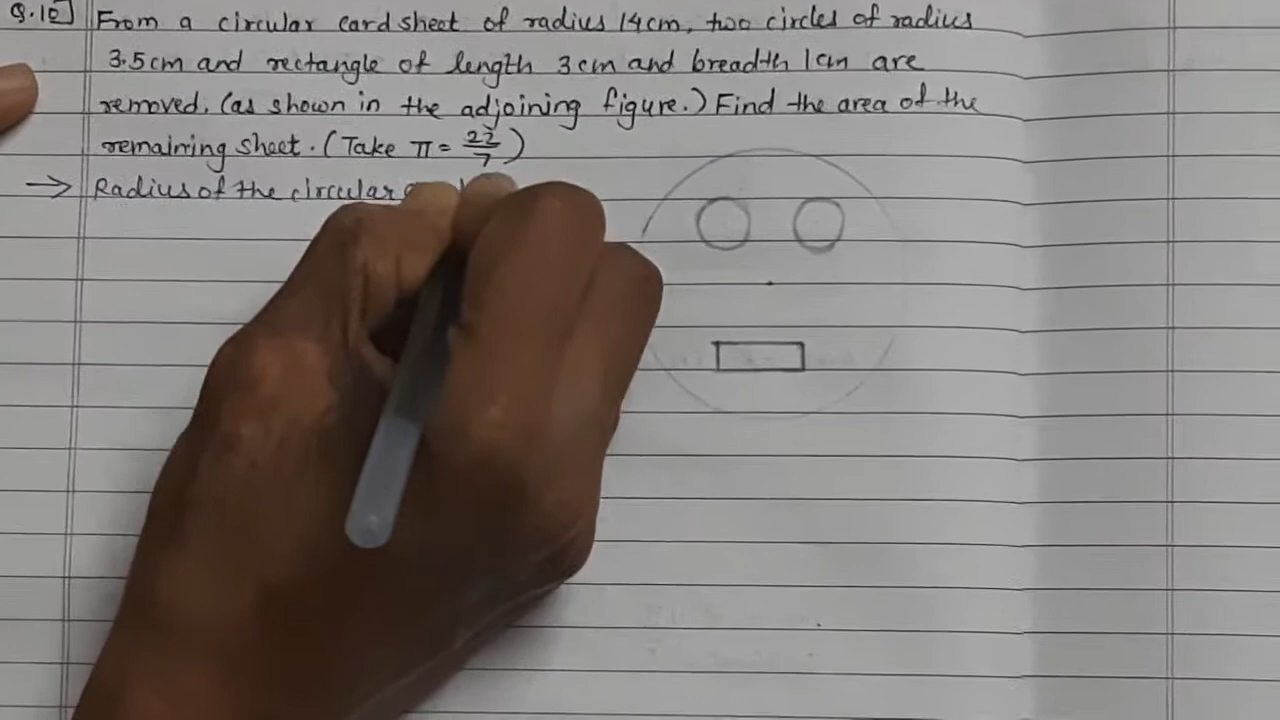 Q.10] From a circular card sheet of radius 14cm, two circles of radius
3.5cm and rectangle of length 3cm and breadth 1cm are
removed. (as shown in the adjoining figure.) Find the area of the
remaining sheet. (Take π = 22/7)
→ Radius of the circular